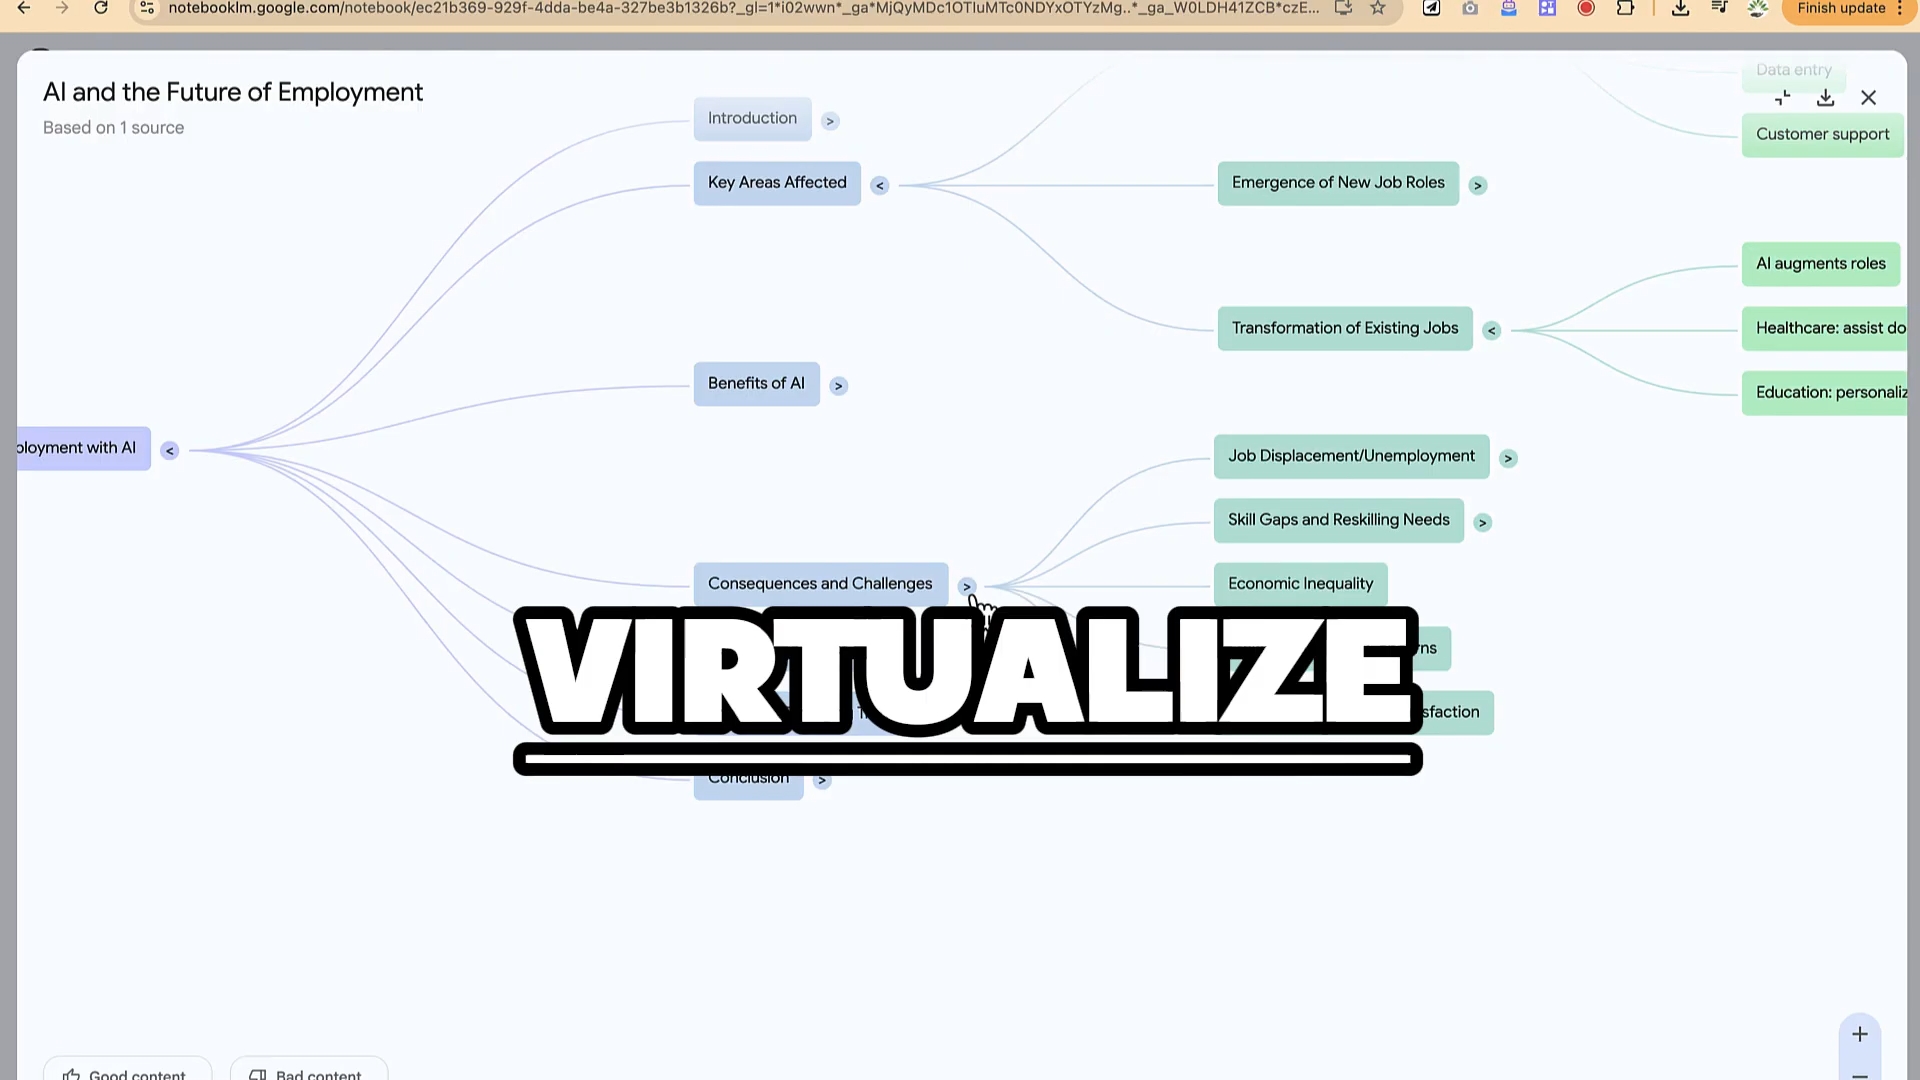 notebooklm.google.com/notebook/ec21b369-929f-4dda-be4a-327be3b1326b?_gl=1*i02wwn*_ga*MjQyMDc1OTIuMTc0NDYxOTYzMg..*_ga_W0LDH41ZCB*czE...
Finish update
AI and the Future of Employment
Based on 1 source
Data entry
Introduction
Customer support
Key Areas Affected
Emergence of New Job Roles
AI augments roles
Transformation of Existing Jobs
Healthcare: assist do
Benefits of AI
Education: personaliz
ployment with AI
Job Displacement/Unemployment
Skill Gaps and Reskilling Needs
Consequences and Challenges
Economic Inequality
VIRTUALIZE
sfaction
Conclusion
Good content
Bad content